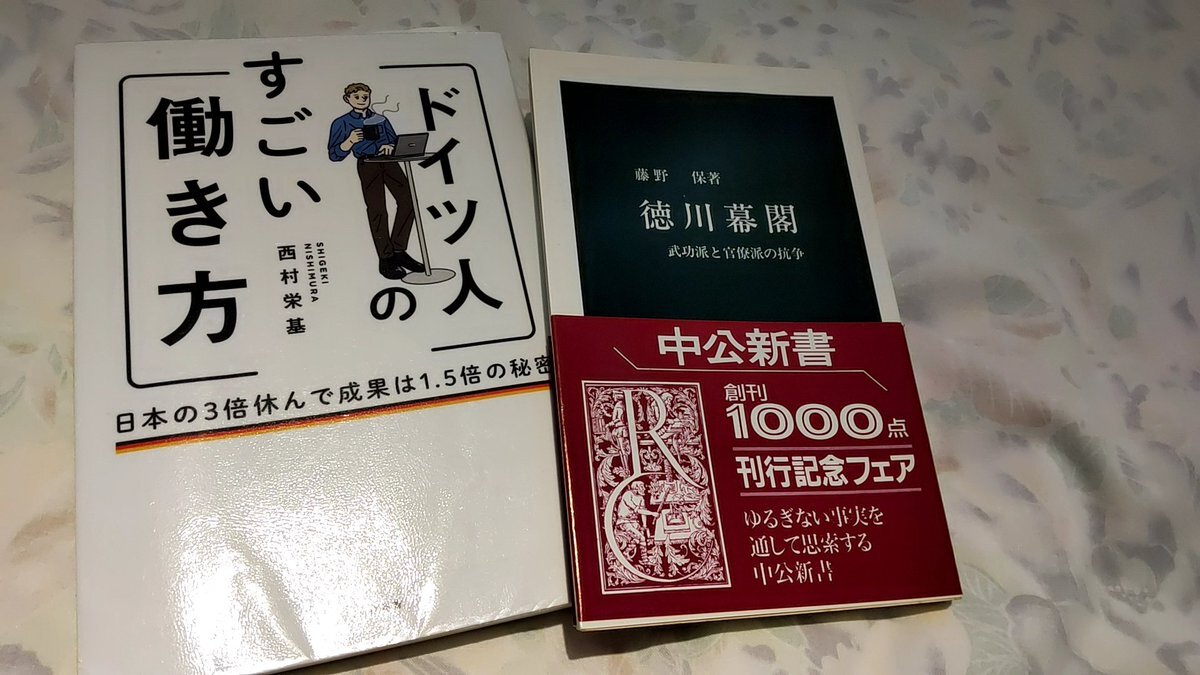 ドイツ人の
すごい
働き方
SHIGEKI
NISHIMURA
西村栄基
日本の3倍休んで成果は1.5倍の秘密
藤野 保著
徳川幕閣
武功派と官僚派の抗争
中公新書
創刊
1000点
刊行記念フェア
ゆるぎない事実を
通して思索する
中公新書
R
C